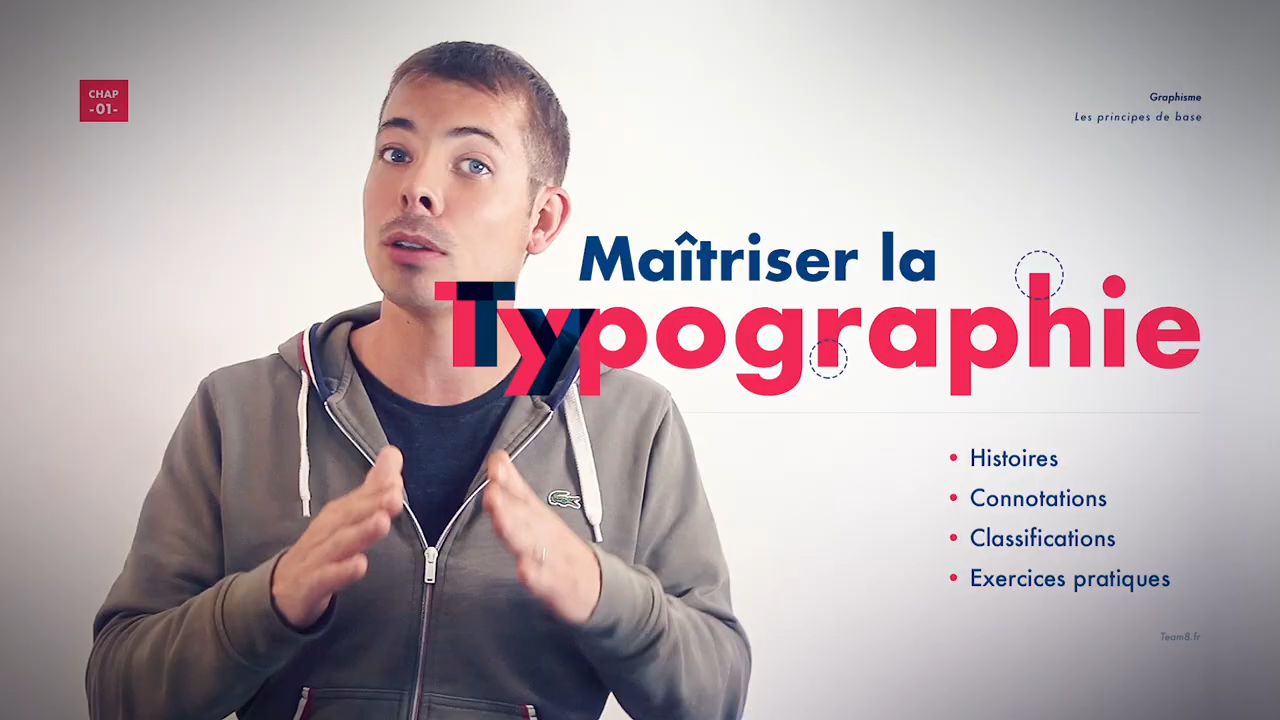 CHAP
-01-
Graphisme
Les principes de base
Maîtriser la
Typographie
• Histoires
• Connotations
• Classifications
• Exercices pratiques
Team8.fr